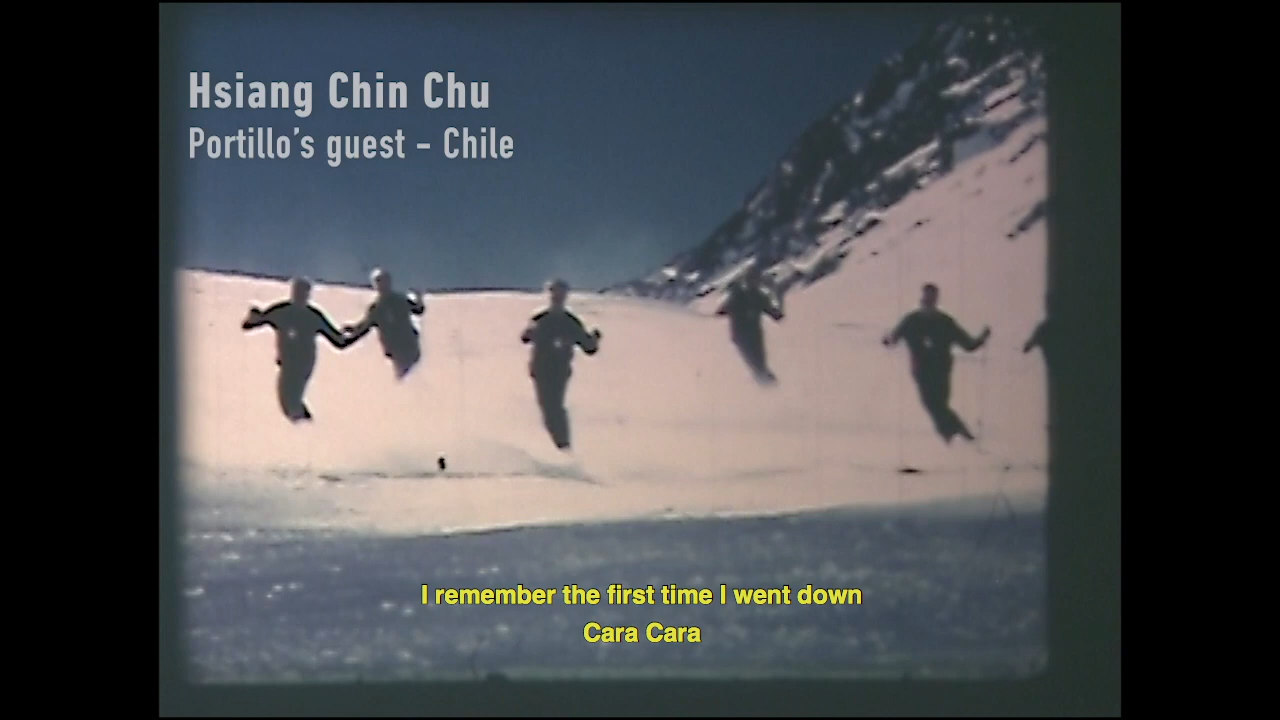 Hsiang Chin Chu
Portillo's guest - Chile
I remember the first time I went down
Cara Cara